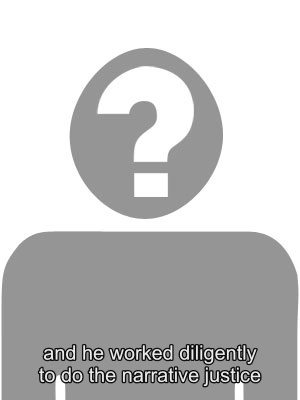 ?
and he worked diligently
to do the narrative justice